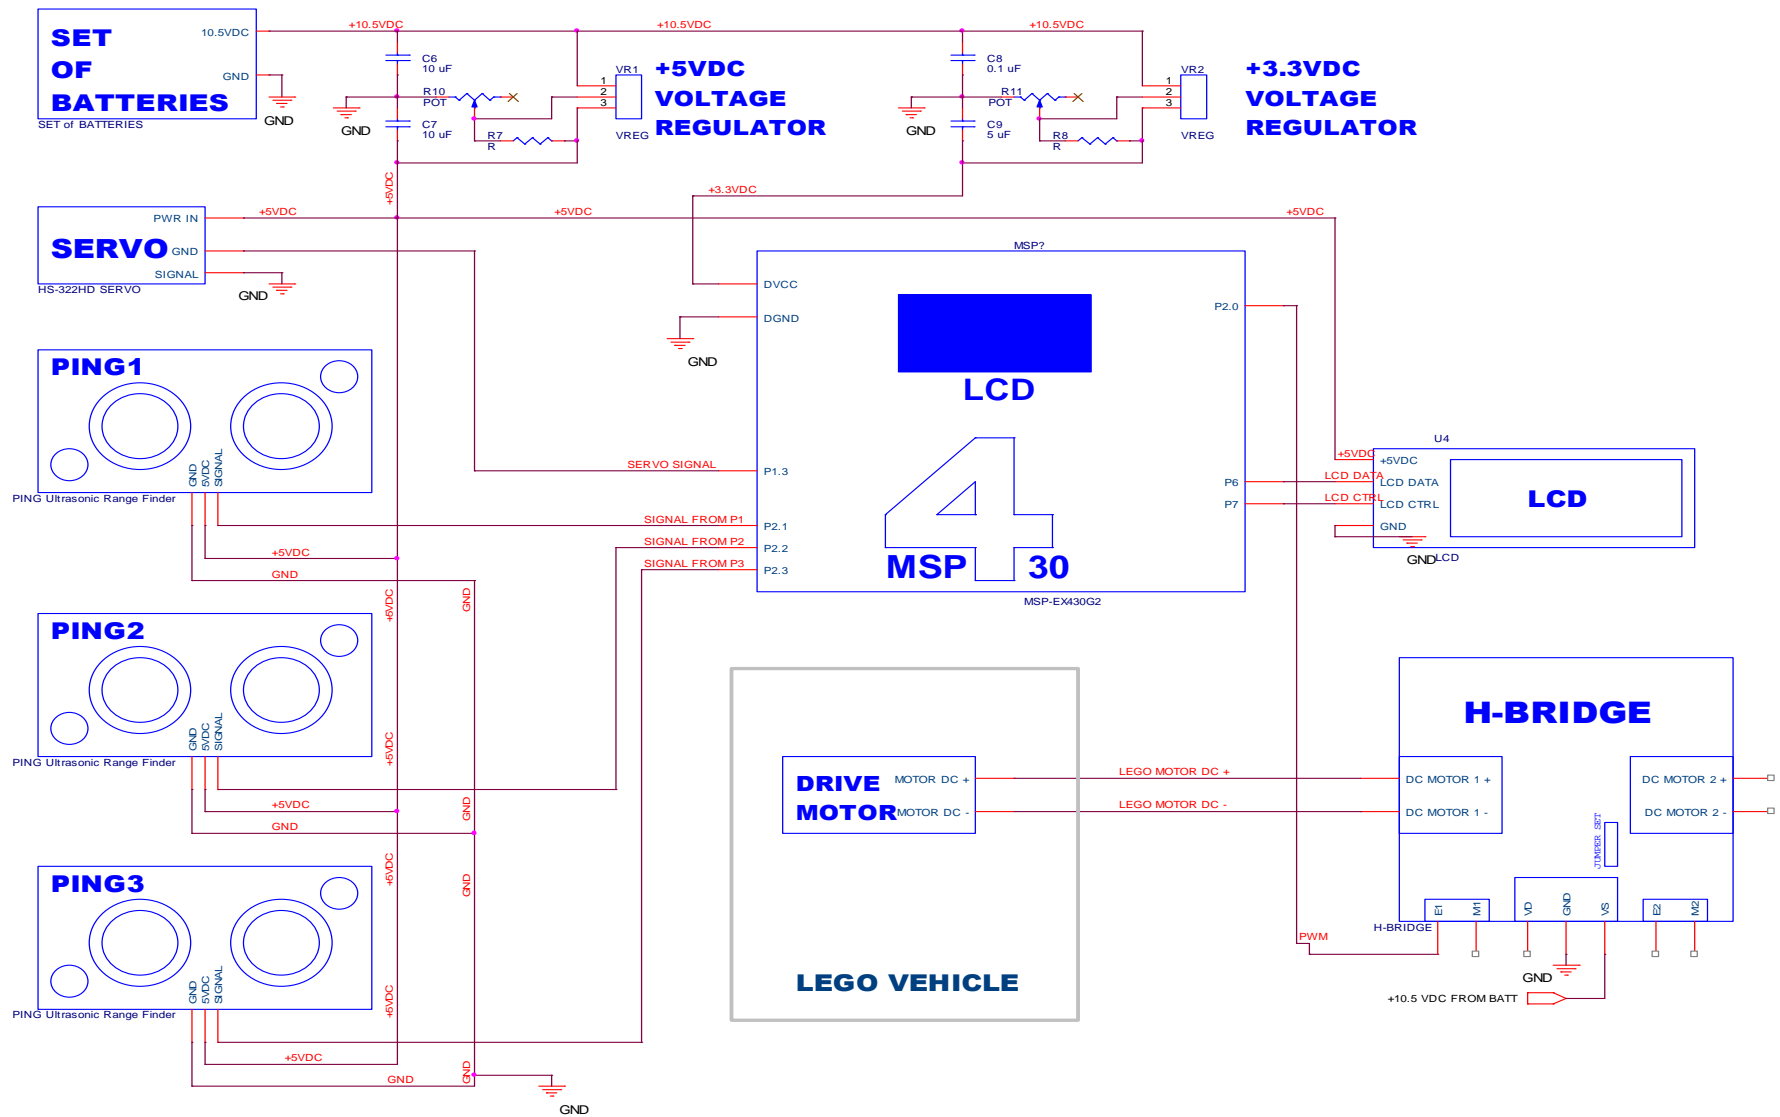 SET
OF
BATTERIES
10.5VDC
GND
SET of BATTERIES
GND
+10.5VDC
+10.5VDC
+10.5VDC
C6
10 uF
R10
POT
C7
10 uF
R7
R
GND
VR1
1
2
3
VREG
+5VDC
VOLTAGE
REGULATOR
C8
0.1 uF
R11
POT
C9
5 uF
R8
R
GND
VR2
1
2
3
VREG
+3.3VDC
VOLTAGE
REGULATOR
+5VDC
+3.3VDC
SERVO
PWR IN
GND
SIGNAL
HS-322HD SERVO
GND
+5VDC
+5VDC
+5VDC
MSP?
DVCC
DGND
GND
P2.0
LCD
4
MSP
30
SERVO SIGNAL
P1.3
SIGNAL FROM P1
P2.1
SIGNAL FROM P2
P2.2
SIGNAL FROM P3
P2.3
P6
P7
MSP-EX430G2
U4
+5VDC
+5VDC
LCD DATA
LCD DATA
LCD CTRL
LCD CTRL
GND
LCD
GND
LCD
PING1
GND
5VDC
SIGNAL
PING Ultrasonic Range Finder
+5VDC
GND
+5VDC
GND
PING2
GND
5VDC
SIGNAL
PING Ultrasonic Range Finder
+5VDC
+5VDC
GND
GND
+5VDC
GND
PING3
GND
5VDC
SIGNAL
PING Ultrasonic Range Finder
+5VDC
+5VDC
GND
GND
GND
DRIVE
MOTOR
MOTOR DC +
MOTOR DC -
LEGO MOTOR DC +
LEGO MOTOR DC -
LEGO VEHICLE
H-BRIDGE
DC MOTOR 1 +
DC MOTOR 1 -
DC MOTOR 2 +
DC MOTOR 2 -
JUMPER SET
E1
M1
VD
GND
VS
E2
M2
H-BRIDGE
PWM
GND
+10.5 VDC FROM BATT